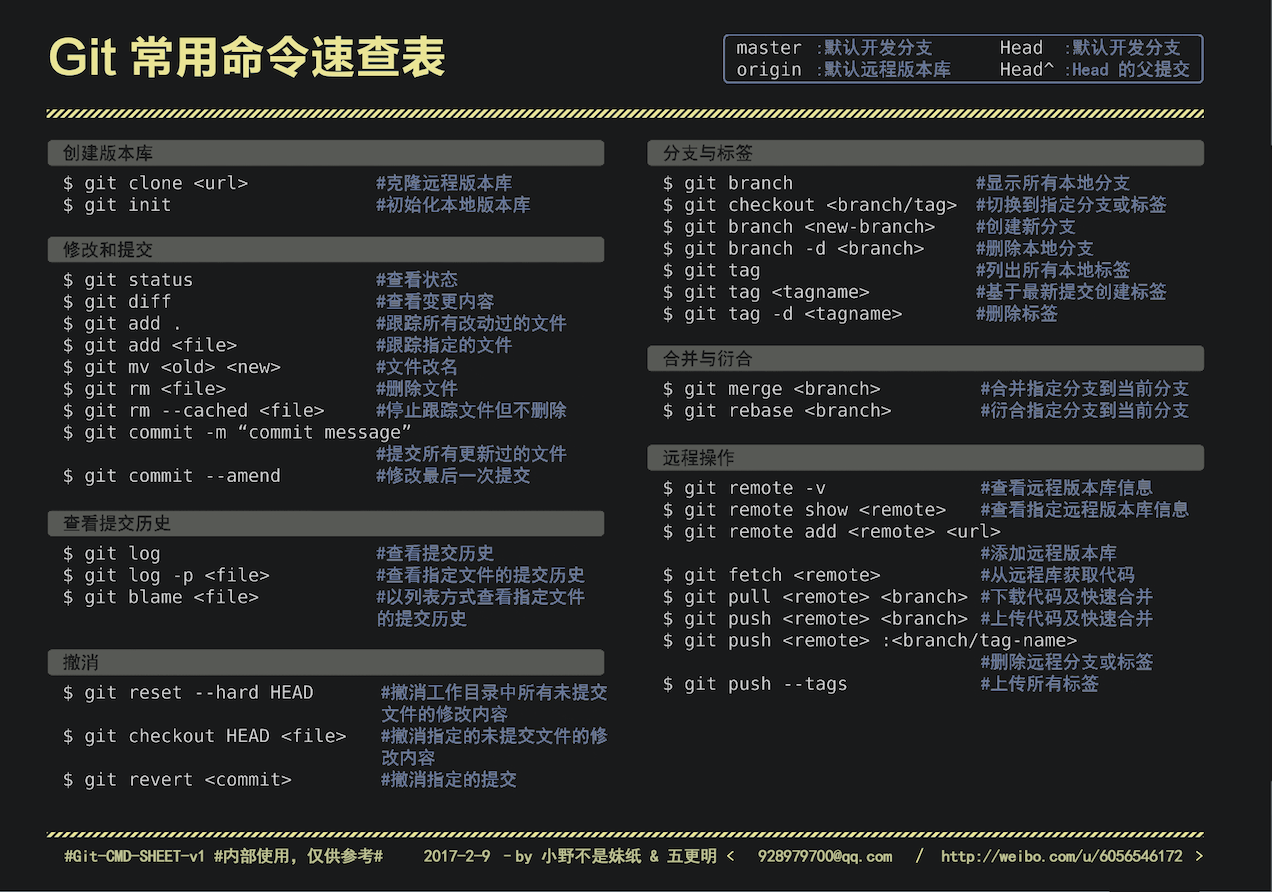 Git 常用命令速查表
master :默认开发分支 Head :默认开发分支
origin :默认远程版本库 Head^ :Head 的父提交
创建版本库
$ git clone <url> #克隆远程版本库
$ git init #初始化本地版本库
修改和提交
$ git status #查看状态
$ git diff #查看变更内容
$ git add . #跟踪所有改动过的文件
$ git add <file> #跟踪指定的文件
$ git mv <old> <new> #文件改名
$ git rm <file> #删除文件
$ git rm --cached <file> #停止跟踪文件但不删除
$ git commit -m “commit message”
#提交所有更新过的文件
$ git commit --amend #修改最后一次提交
查看提交历史
$ git log #查看提交历史
$ git log -p <file> #查看指定文件的提交历史
$ git blame <file> #以列表方式查看指定文件
的提交历史
撤消
$ git reset --hard HEAD #撤消工作目录中所有未提交
文件的修改内容
$ git checkout HEAD <file> #撤消指定的未提交文件的修
改内容
$ git revert <commit> #撤消指定的提交
分支与标签
$ git branch #显示所有本地分支
$ git checkout <branch/tag> #切换到指定分支或标签
$ git branch <new-branch> #创建新分支
$ git branch -d <branch> #删除本地分支
$ git tag #列出所有本地标签
$ git tag <tagname> #基于最新提交创建标签
$ git tag -d <tagname> #删除标签
合并与衍合
$ git merge <branch> #合并指定分支到当前分支
$ git rebase <branch> #衍合指定分支到当前分支
远程操作
$ git remote -v #查看远程版本库信息
$ git remote show <remote> #查看指定远程版本库信息
$ git remote add <remote> <url>
#添加远程版本库
$ git fetch <remote> #从远程库获取代码
$ git pull <remote> <branch> #下载代码及快速合并
$ git push <remote> <branch> #上传代码及快速合并
$ git push <remote> :<branch/tag-name>
#删除远程分支或标签
$ git push --tags #上传所有标签
#Git-CMD-SHEET-v1 #内部使用，仅供参考# 2017-2-9 -by 小野不是妹纸 & 五更明 < 928979700@qq.com / http://weibo.com/u/6056546172 >